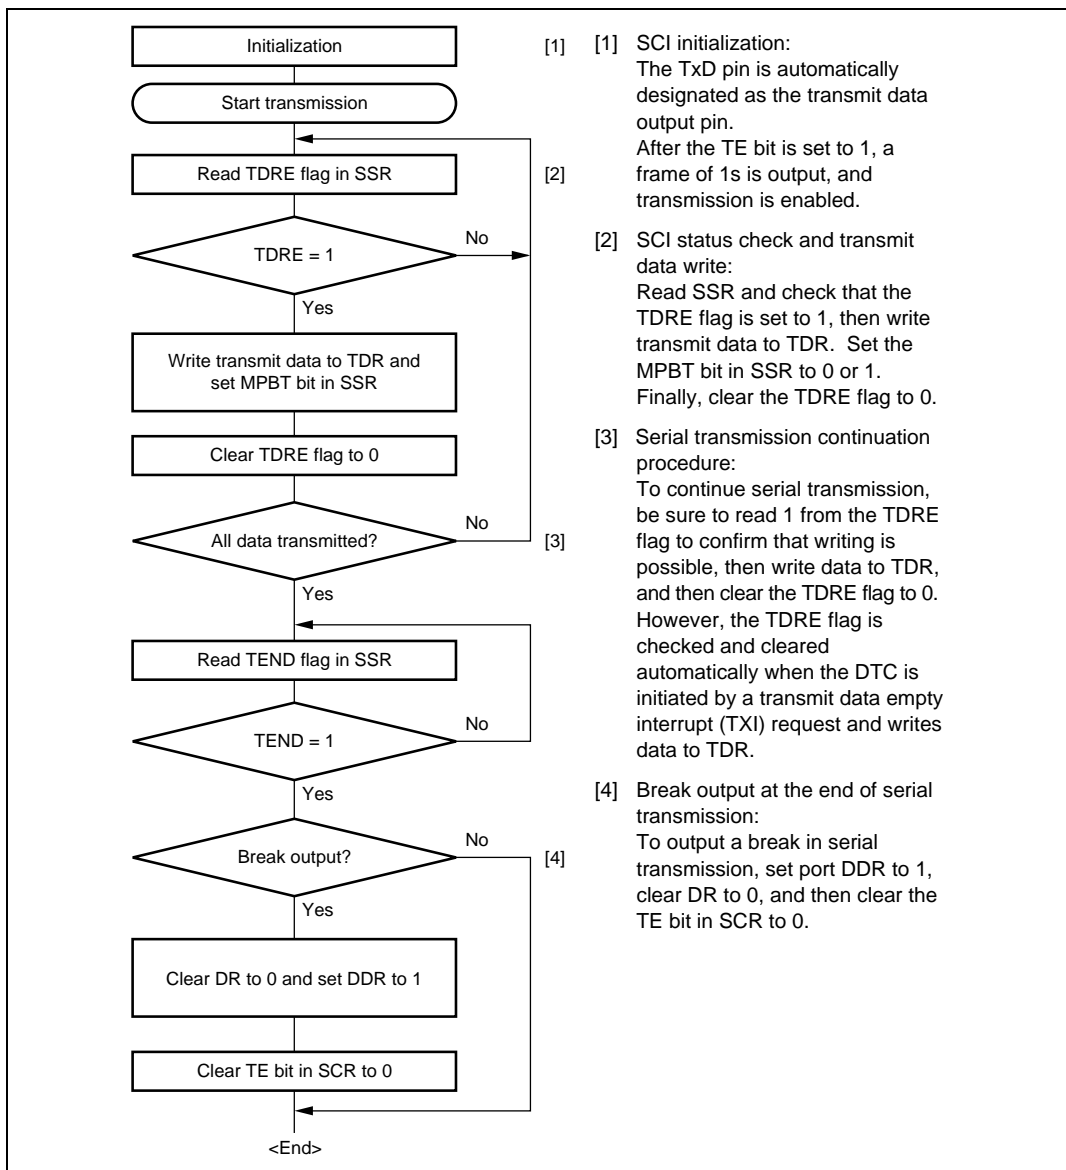 Initialization
[1]
Start transmission
Read TDRE flag in SSR
[2]
TDRE = 1
No
Yes
Write transmit data to TDR and
set MPBT bit in SSR
Clear TDRE flag to 0
All data transmitted?
No
[3]
Yes
Read TEND flag in SSR
TEND = 1
No
Yes
Break output?
No
[4]
Yes
Clear DR to 0 and set DDR to 1
Clear TE bit in SCR to 0
<End>
[1] SCI initialization:
The TxD pin is automatically
designated as the transmit data
output pin.
After the TE bit is set to 1, a
frame of 1s is output, and
transmission is enabled.
[2] SCI status check and transmit
data write:
Read SSR and check that the
TDRE flag is set to 1, then write
transmit data to TDR. Set the
MPBT bit in SSR to 0 or 1.
Finally, clear the TDRE flag to 0.
[3] Serial transmission continuation
procedure:
To continue serial transmission,
be sure to read 1 from the TDRE
flag to confirm that writing is
possible, then write data to TDR,
and then clear the TDRE flag to 0.
However, the TDRE flag is
checked and cleared
automatically when the DTC is
initiated by a transmit data empty
interrupt (TXI) request and writes
data to TDR.
[4] Break output at the end of serial
transmission:
To output a break in serial
transmission, set port DDR to 1,
clear DR to 0, and then clear the
TE bit in SCR to 0.